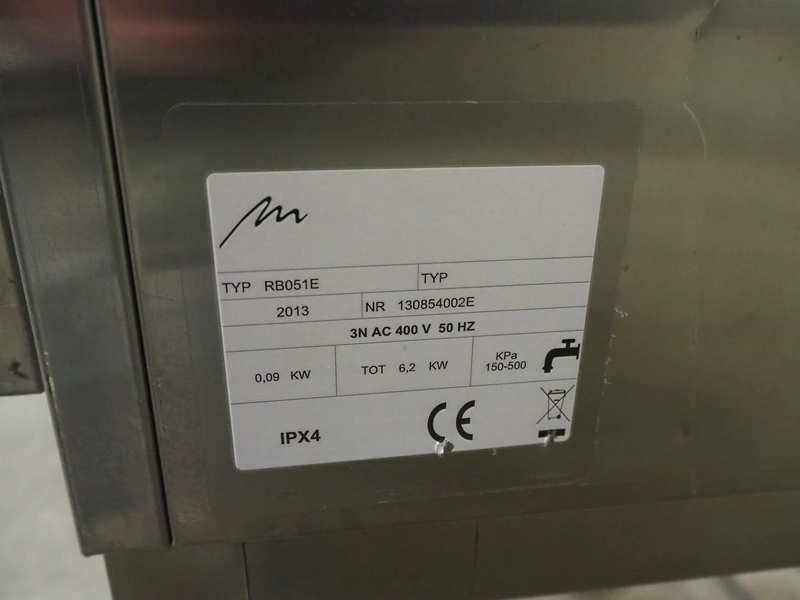 TYP RB051E TYP
2013 NR 130854002E
3N AC 400 V 50 HZ
0,09 KW TOT 6,2 KW KPa 150-500
IPX4 CE